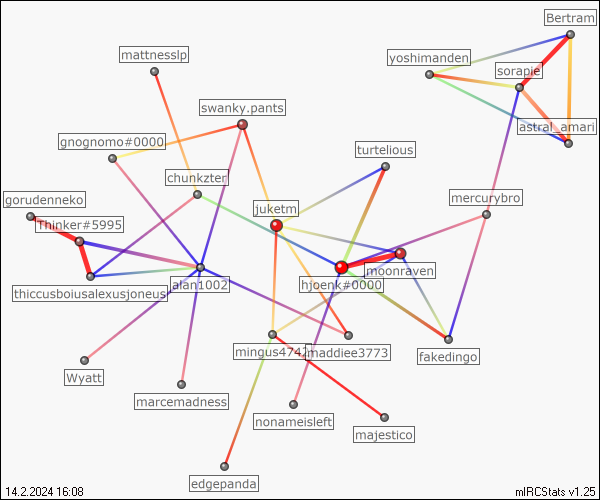 Bertram
mattnesslp
yoshimanden
sorapie
swanky.pants
astral_amari
gnognomo#0000
turtelious
chunkzter
gorudenneko
mercurybro
juketm
Thinker#5995
moonraven
thiccusboiusalexusjoneus
alan1002
hjoenk#0000
mingus4742
maddiee3773
fakedingo
Wyatt
marcemadness
nonameisleft
majestico
edgepanda
14.2.2024 16:08
mIRCStats v1.25